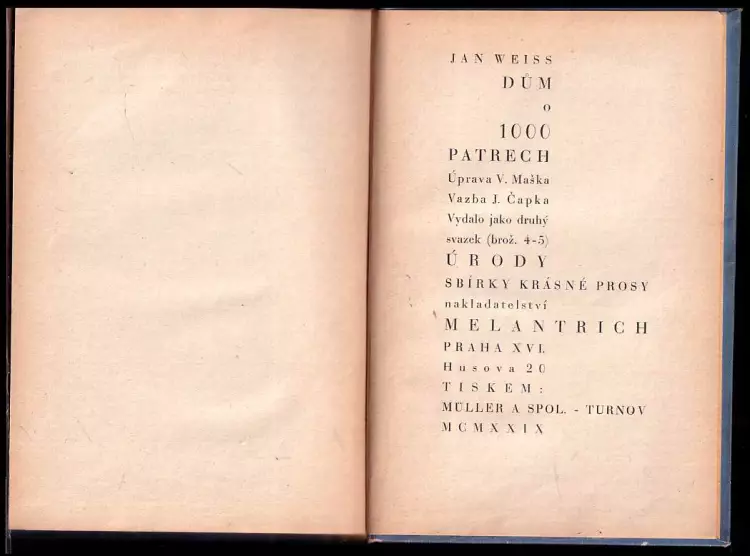 JAN WEISS
DŮM
o
1000
PATRECH
Úprava V. Maška
Vazba J. Čapka
Vydalo jako druhý
svazek (brož. 4-5)
ÚRODY
SBÍRKY KRÁSNÉ PROSY
nakladatelství
MELANTRICH
PRAHA XVI.
Husova 20
TISKEM:
MÜLLER A SPOL. - TURNOV
MCMXXIX